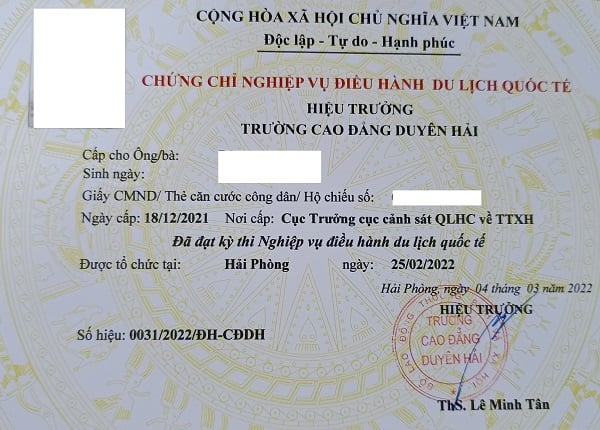 CỘNG HÒA XÃ HỘI CHỦ NGHĨA VIỆT NAM
Độc lập - Tự do - Hạnh phúc
CHỨNG CHỈ NGHIỆP VỤ ĐIỀU HÀNH DU LỊCH QUỐC TẾ
HIỆU TRƯỞNG
TRƯỜNG CAO ĐẲNG DUYÊN HẢI
Cấp cho Ông/bà:
Sinh ngày:
Giấy CMND/ Thẻ căn cước công dân/ Hộ chiếu số:
Ngày cấp: 18/12/2021 Nơi cấp: Cục Trưởng cục cảnh sát QLHC về TTXH
Đã đạt kỳ thi Nghiệp vụ điều hành du lịch quốc tế
Được tổ chức tại: Hải Phòng ngày: 25/02/2022
Hải Phòng, ngày 04 tháng 03 năm 2022
HIỆU TRƯỞNG
TRƯỜNG
CAO ĐẲNG
DUYÊN HẢI
Số hiệu: 0031/2022/ĐH-CĐDH
ThS. Lê Minh Tân